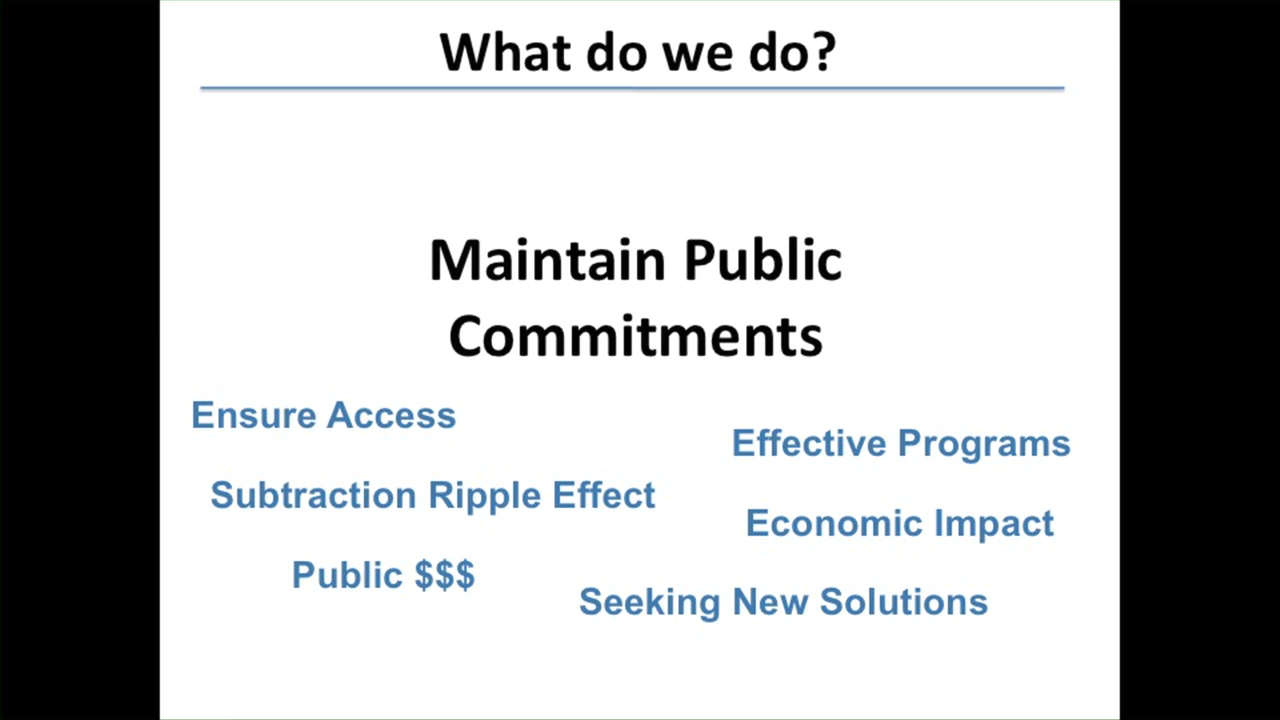 What do we do?
Maintain Public
Commitments
Ensure Access
Effective Programs
Subtraction Ripple Effect
Economic Impact
Public $$$
Seeking New Solutions